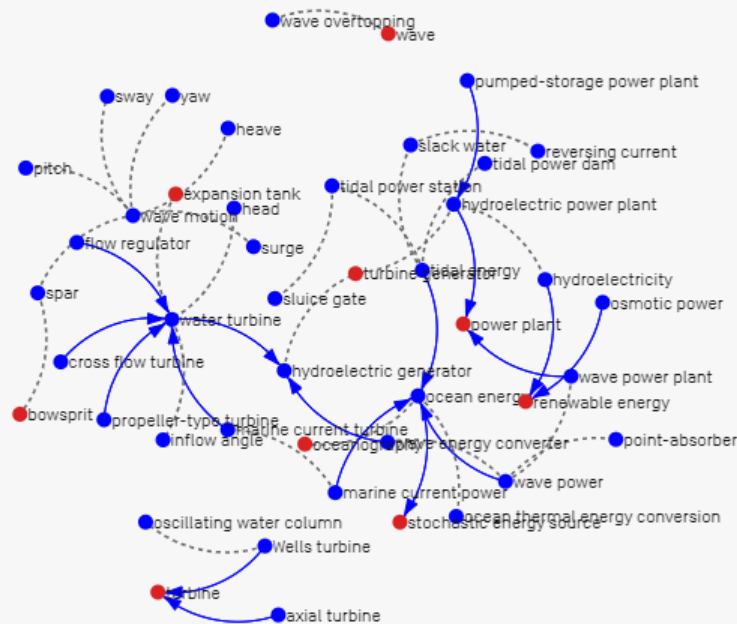 wave overtopping
wave
pumped-storage power plant
sway
yaw
heave
slack water
reversing current
tidal power dam
pitch
tidal power station
expansion tank
hydroelectric power plant
head
wave motion
flow regulator
surge
tidal energy
turbine generator
hydroelectricity
spar
sluice gate
osmotic power
water turbine
power plant
cross flow turbine
hydroelectric generator
wave power plant
ocean energy
renewable energy
bowsprit
propeller-type turbine
marine current turbine
inflow angle
oceanography
wave energy converter
point-absorber
wave power
marine current power
oscillating water column
stochastic energy source
ocean thermal energy conversion
Wells turbine
turbine
axial turbine